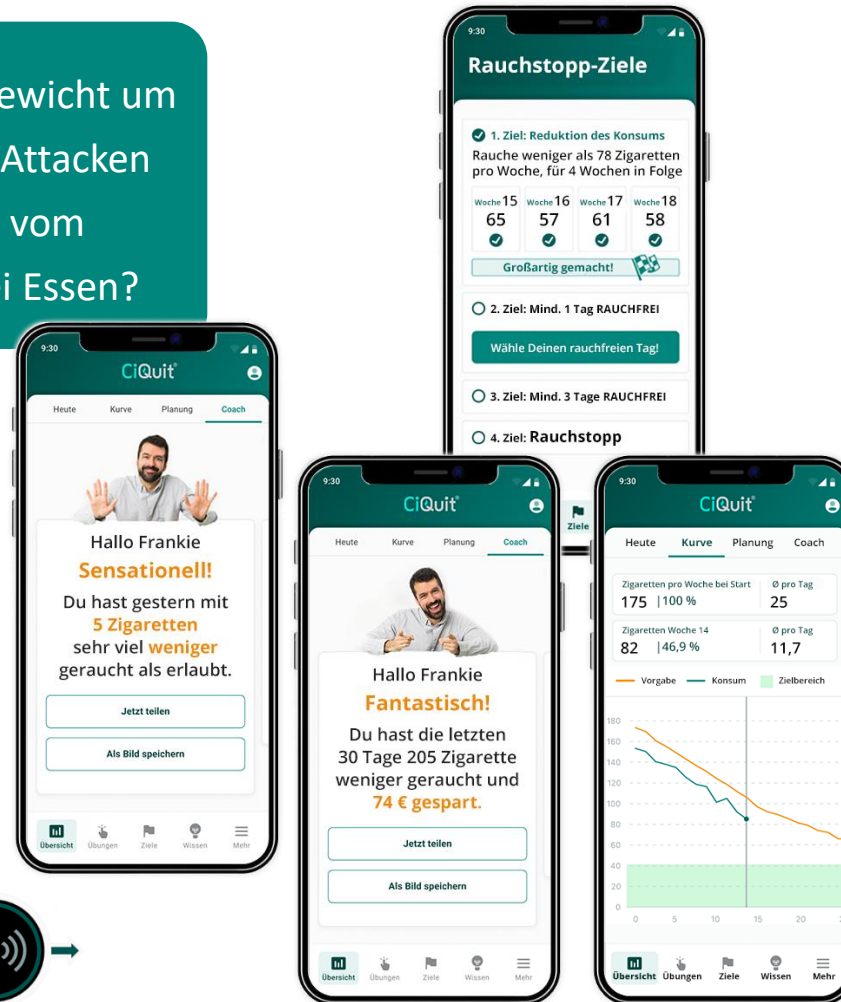 ewicht um
Attacken
vom
i Essen?
9:30
Rauchstopp-Ziele
1. Ziel: Reduktion des Konsums
Rauche weniger als 78 Zigaretten
pro Woche, für 4 Wochen in Folge
Woche 15 Woche 16 Woche 17 Woche 18
65 57 61 58
Großartig gemacht!
2. Ziel: Mind. 1 Tag RAUCHFREI
Wähle Deinen rauchfreien Tag!
3. Ziel: Mind. 3 Tage RAUCHFREI
4. Ziel: Rauchstopp
Ziele
9:30
CiQuit®
Heute Kurve Planung Coach
Hallo Frankie
Sensationell!
Du hast gestern mit
5 Zigaretten
sehr viel weniger
geraucht als erlaubt.
Jetzt teilen
Als Bild speichern
Übersicht Übungen Ziele Wissen Mehr
9:30
CiQuit®
Heute Kurve Planung Coach
Hallo Frankie
Fantastisch!
Du hast die letzten
30 Tage 205 Zigarette
weniger geraucht und
74 € gespart.
Jetzt teilen
Als Bild speichern
Übersicht Übungen Ziele Wissen Mehr
9:30
CiQuit®
Heute Kurve Planung Coach
Zigaretten pro Woche bei Start Ø pro Tag
175 |100 % 25
Zigaretten Woche 14 Ø pro Tag
82 |46,9 % 11,7
Vorgabe Konsum Zielbereich
180
160
140
120
100
80
60
40
20
0
0 5 10 15 20
Übersicht Übungen Ziele Wissen Mehr